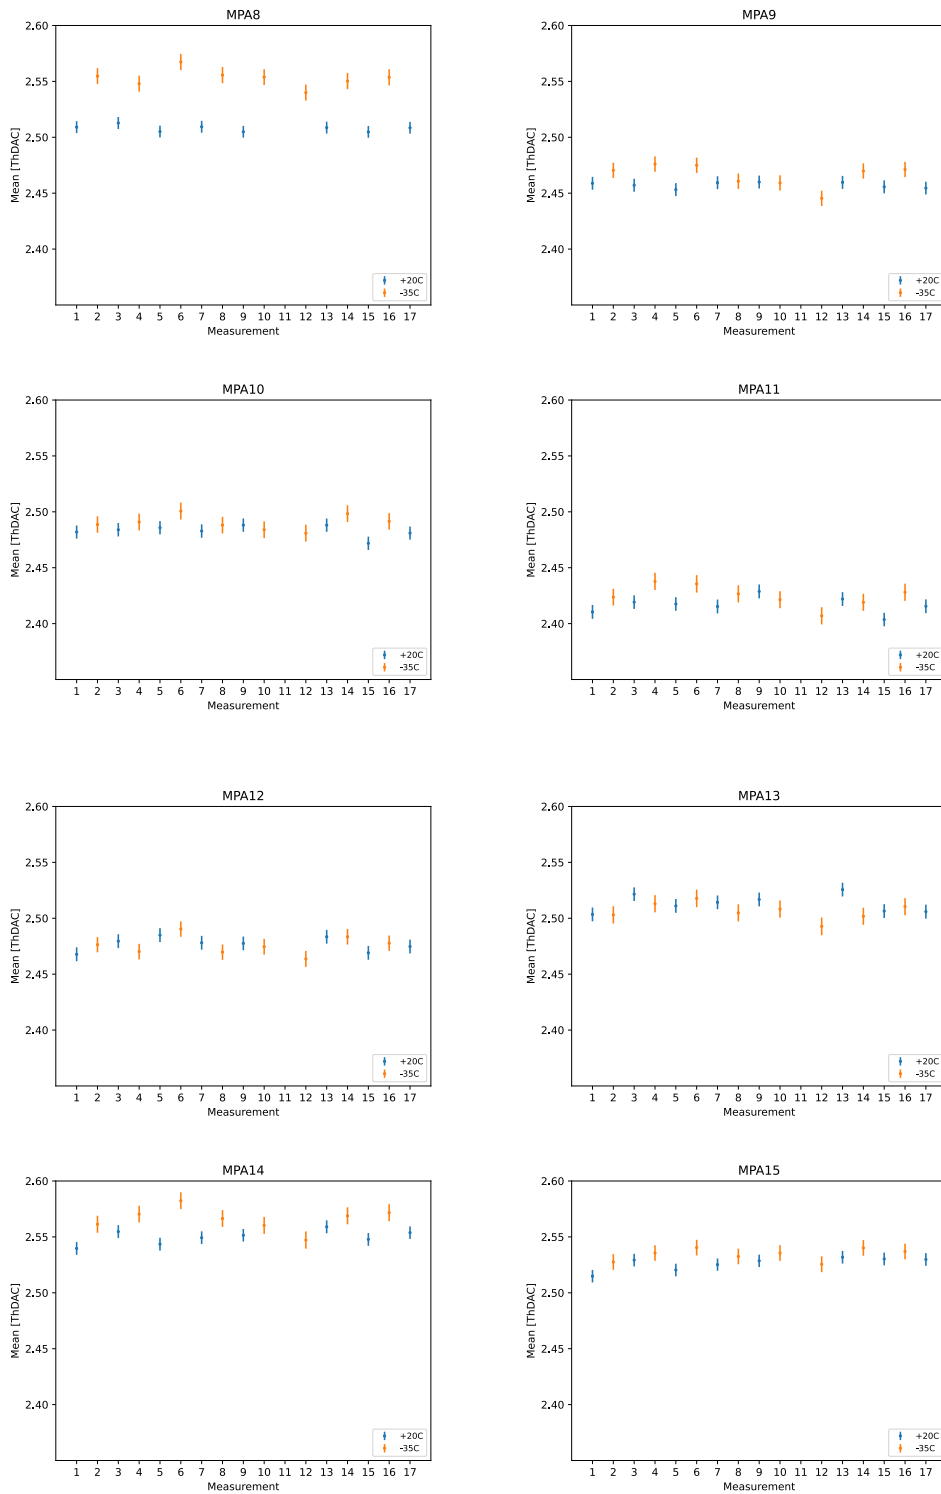 MPA8
Mean [ThDAC]
2.60
2.55
2.50
2.45
2.40
+20C
-35C
1 2 3 4 5 6 7 8 9 10 11 12 13 14 15 16 17
Measurement
MPA9
Mean [ThDAC]
2.60
2.55
2.50
2.45
2.40
+20C
-35C
1 2 3 4 5 6 7 8 9 10 11 12 13 14 15 16 17
Measurement
MPA10
Mean [ThDAC]
2.60
2.55
2.50
2.45
2.40
+20C
-35C
1 2 3 4 5 6 7 8 9 10 11 12 13 14 15 16 17
Measurement
MPA11
Mean [ThDAC]
2.60
2.55
2.50
2.45
2.40
+20C
-35C
1 2 3 4 5 6 7 8 9 10 11 12 13 14 15 16 17
Measurement
MPA12
Mean [ThDAC]
2.60
2.55
2.50
2.45
2.40
+20C
-35C
1 2 3 4 5 6 7 8 9 10 11 12 13 14 15 16 17
Measurement
MPA13
Mean [ThDAC]
2.60
2.55
2.50
2.45
2.40
+20C
-35C
1 2 3 4 5 6 7 8 9 10 11 12 13 14 15 16 17
Measurement
MPA14
Mean [ThDAC]
2.60
2.55
2.50
2.45
2.40
+20C
-35C
1 2 3 4 5 6 7 8 9 10 11 12 13 14 15 16 17
Measurement
MPA15
Mean [ThDAC]
2.60
2.55
2.50
2.45
2.40
+20C
-35C
1 2 3 4 5 6 7 8 9 10 11 12 13 14 15 16 17
Measurement